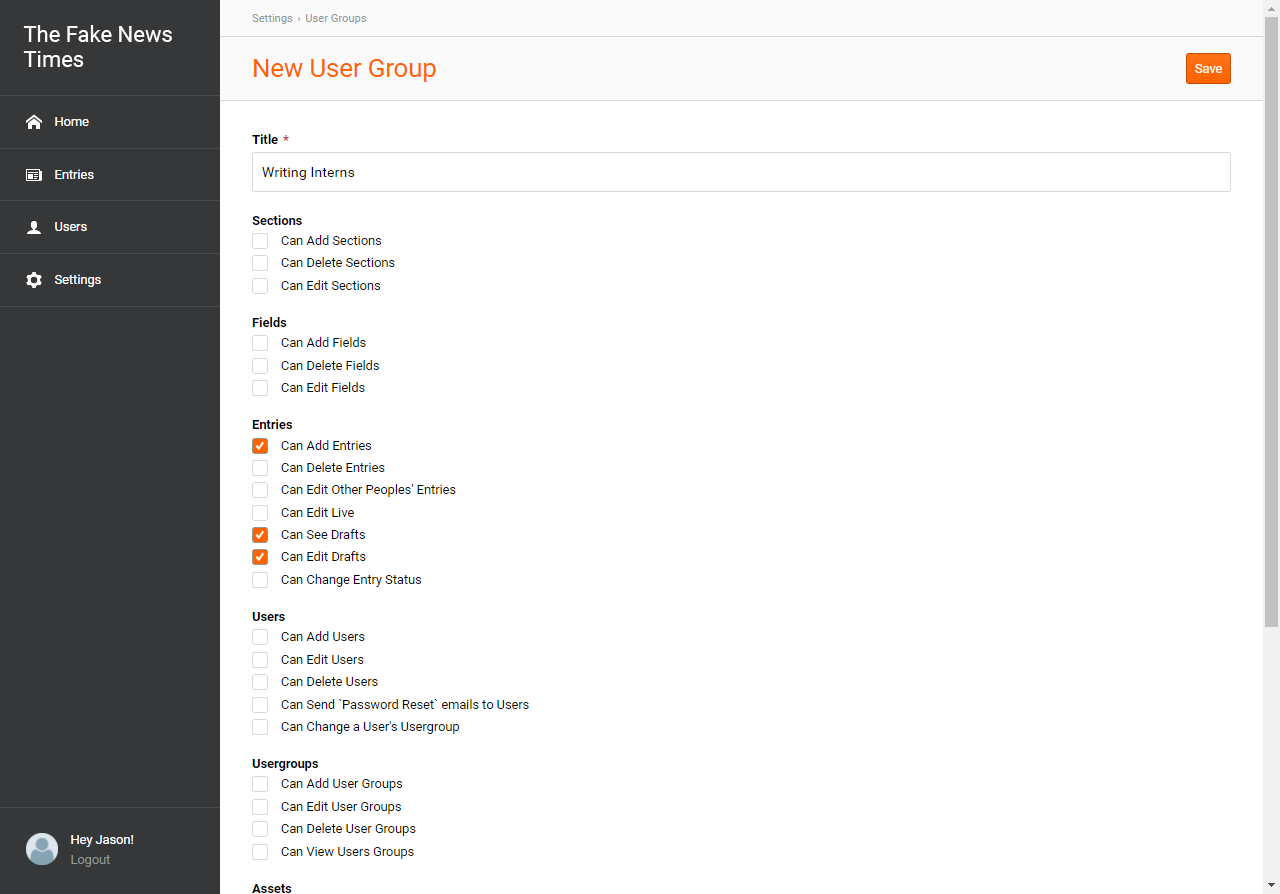 The Fake News
Times
Home
Entries
Users
Settings
Hey Jason!
Logout
Settings › User Groups
New User Group
Save
Title *
Writing Interns
Sections
Can Add Sections
Can Delete Sections
Can Edit Sections
Fields
Can Add Fields
Can Delete Fields
Can Edit Fields
Entries
Can Add Entries
Can Delete Entries
Can Edit Other Peoples' Entries
Can Edit Live
Can See Drafts
Can Edit Drafts
Can Change Entry Status
Users
Can Add Users
Can Edit Users
Can Delete Users
Can Send `Password Reset` emails to Users
Can Change a User's Usergroup
Usergroups
Can Add User Groups
Can Edit User Groups
Can Delete User Groups
Can View Users Groups
Assets